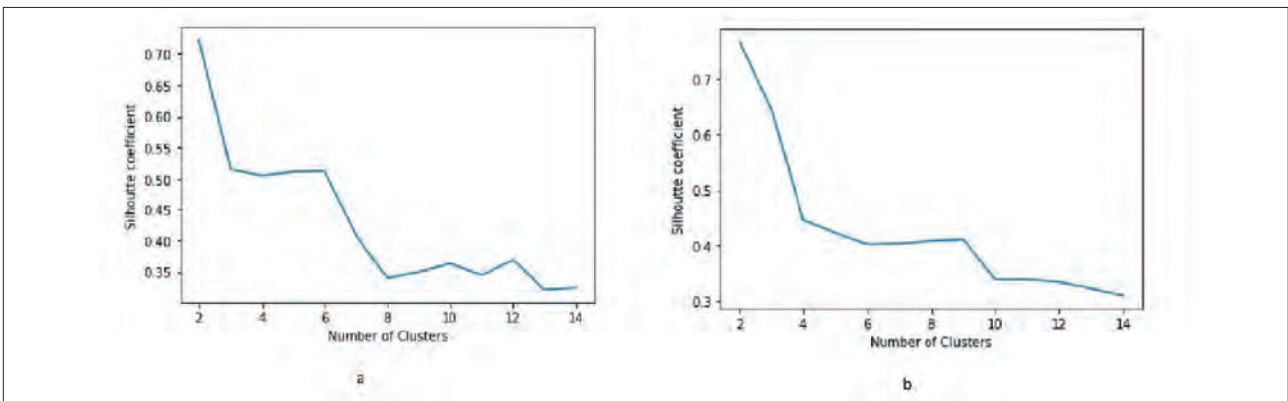 0.70
0.65
0.60
0.55
0.50
0.45
0.40
0.35
Silhoutte coefficient
2 4 6 8 10 12 14
Number of Clusters
a
0.7
0.6
0.5
0.4
0.3
Silhoutte coefficient
2 4 6 8 10 12 14
Number of Clusters
b